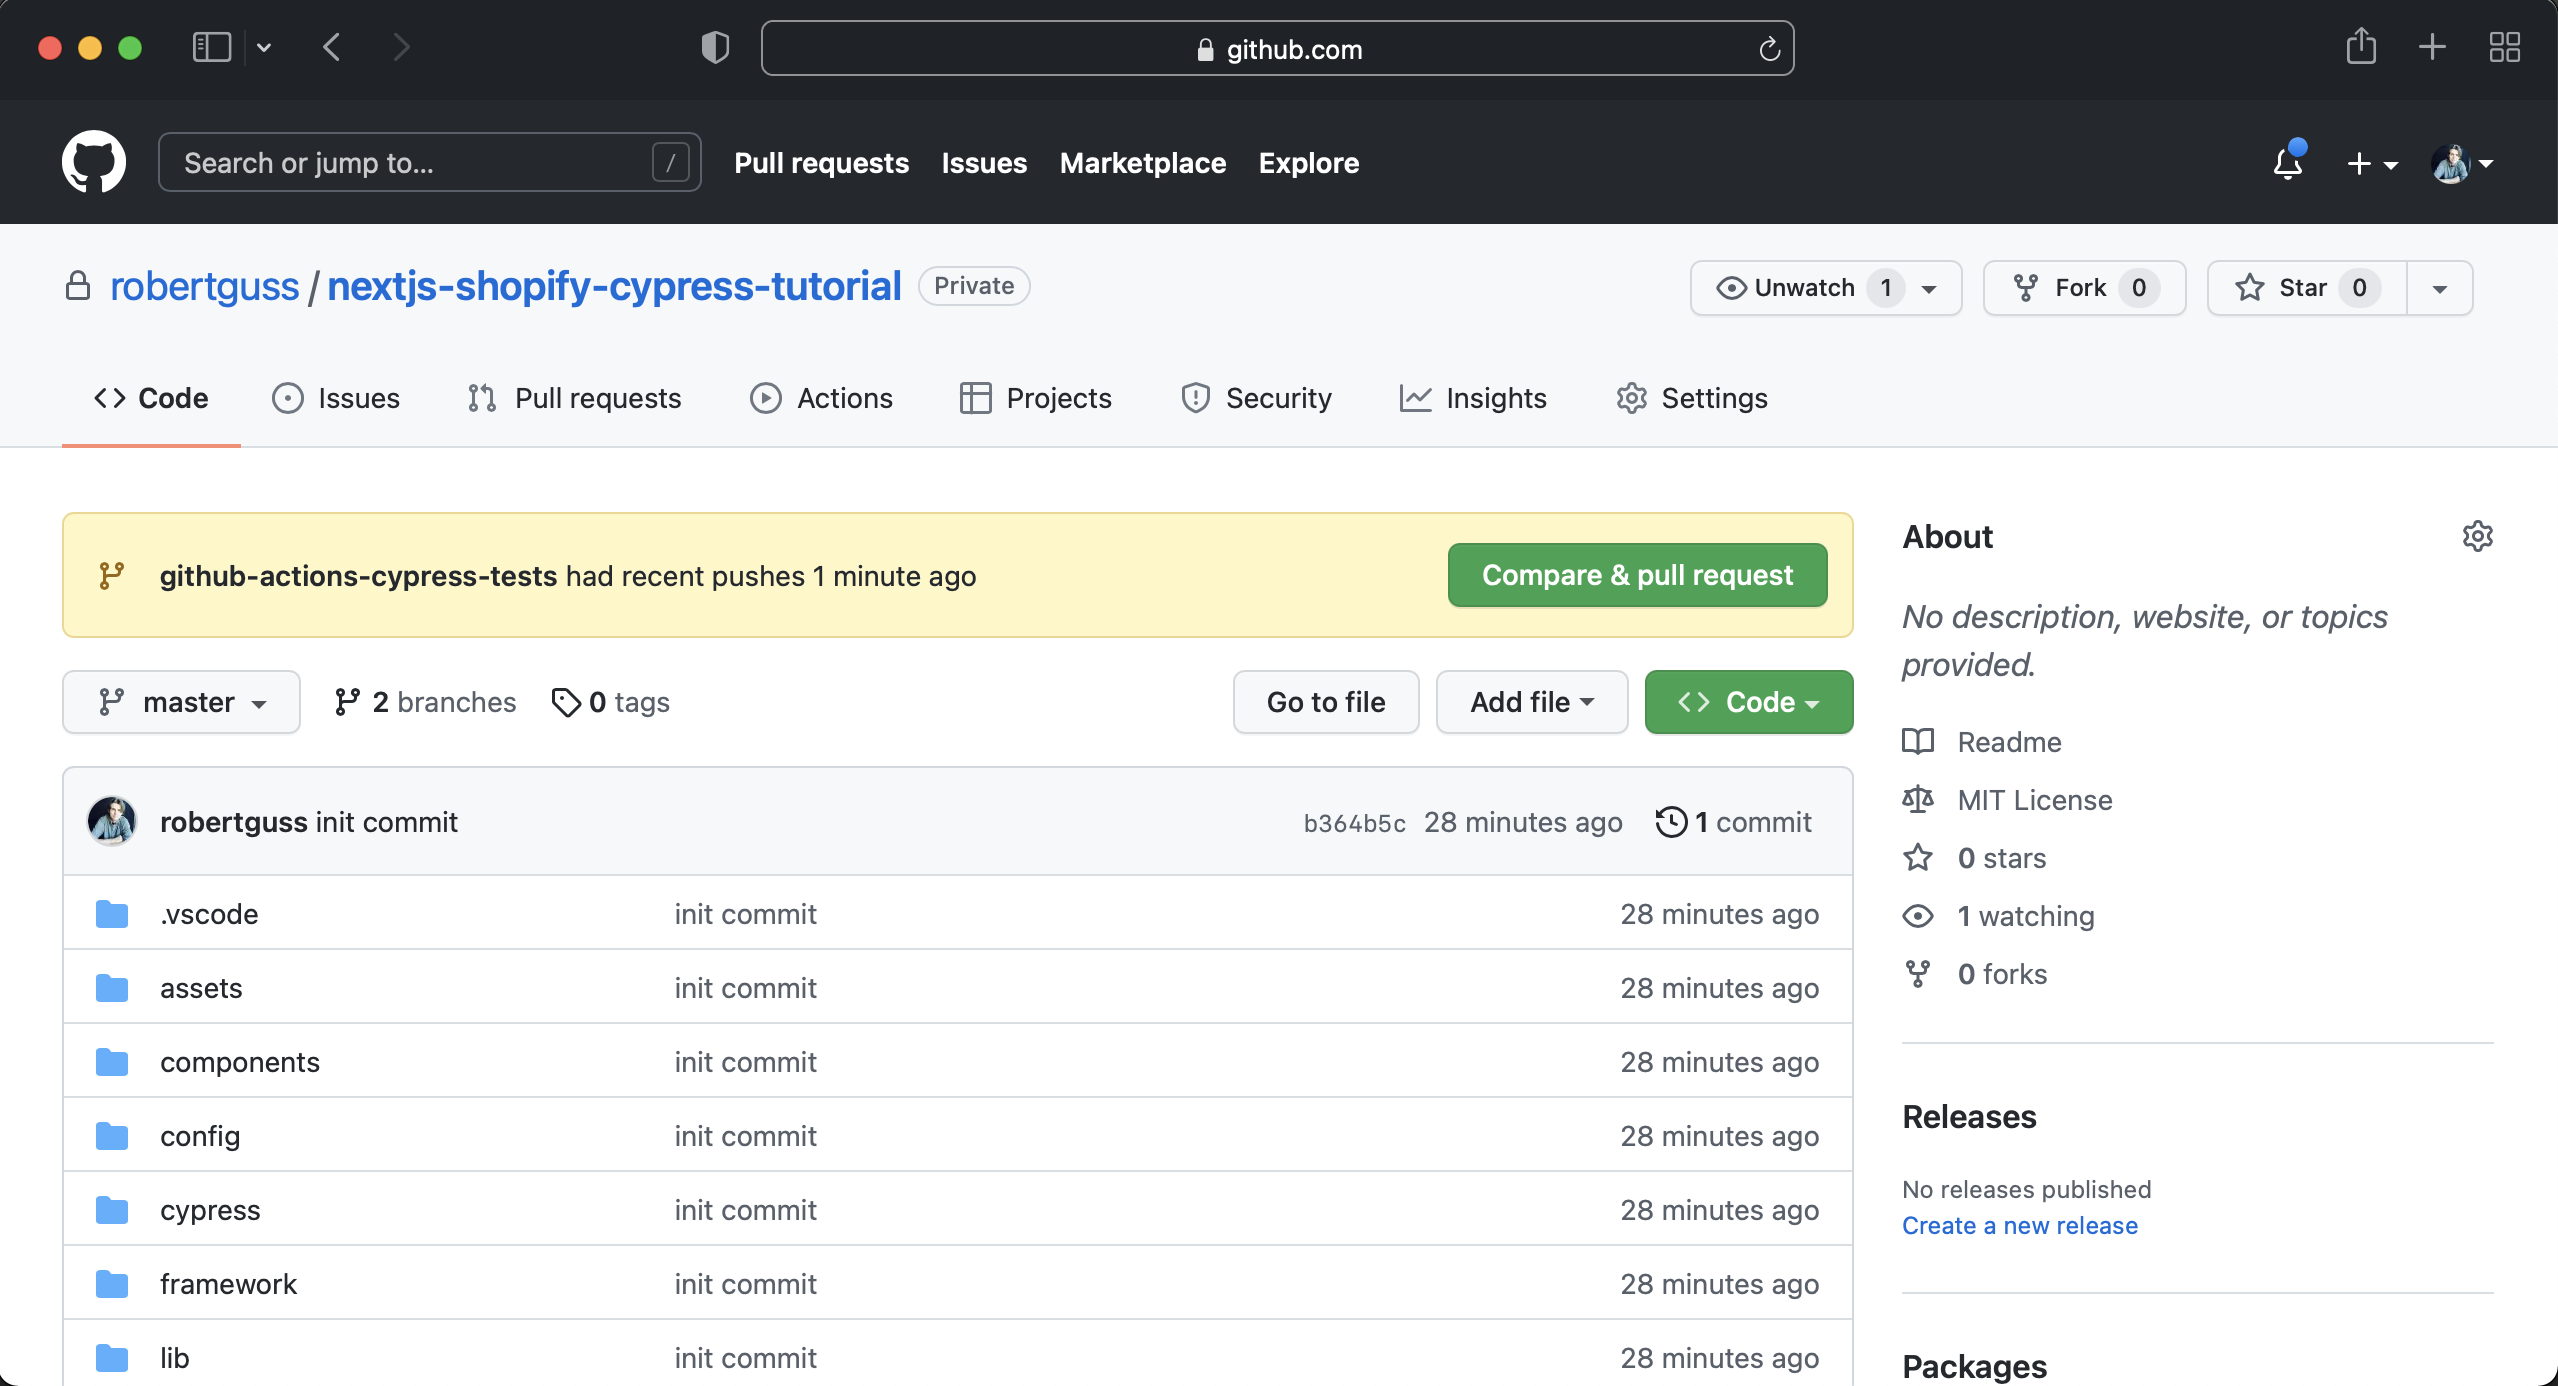 github.com
Search or jump to... /
Pull requests Issues Marketplace Explore
robertguss / nextjs-shopify-cypress-tutorial Private
Unwatch 1 Fork 0 Star 0
Code Issues Pull requests Actions Projects Security Insights Settings
github-actions-cypress-tests had recent pushes 1 minute ago Compare & pull request
master 2 branches 0 tags Go to file Add file Code
robertguss init commit b364b5c 28 minutes ago 1 commit
.vscode init commit 28 minutes ago
assets init commit 28 minutes ago
components init commit 28 minutes ago
config init commit 28 minutes ago
cypress init commit 28 minutes ago
framework init commit 28 minutes ago
lib init commit 28 minutes ago
About
No description, website, or topics
provided.
Readme
MIT License
0 stars
1 watching
0 forks
Releases
No releases published
Create a new release
Packages